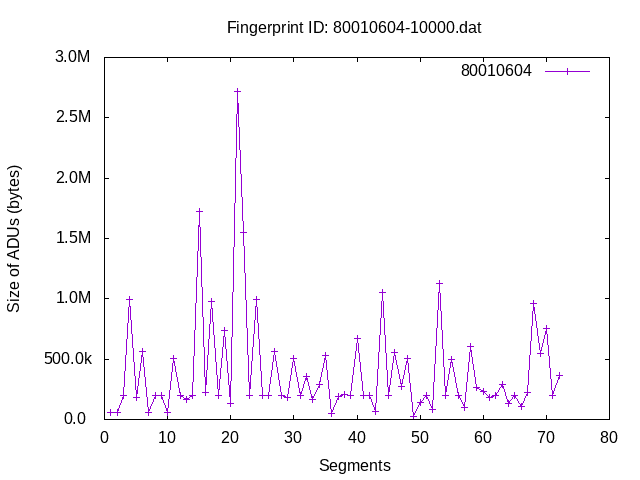 Fingerprint ID: 80010604-10000.dat
80010604
3.0M
2.5M
2.0M
1.5M
1.0M
500.0k
0.0
Size of ADUs (bytes)
0 10 20 30 40 50 60 70 80
Segments